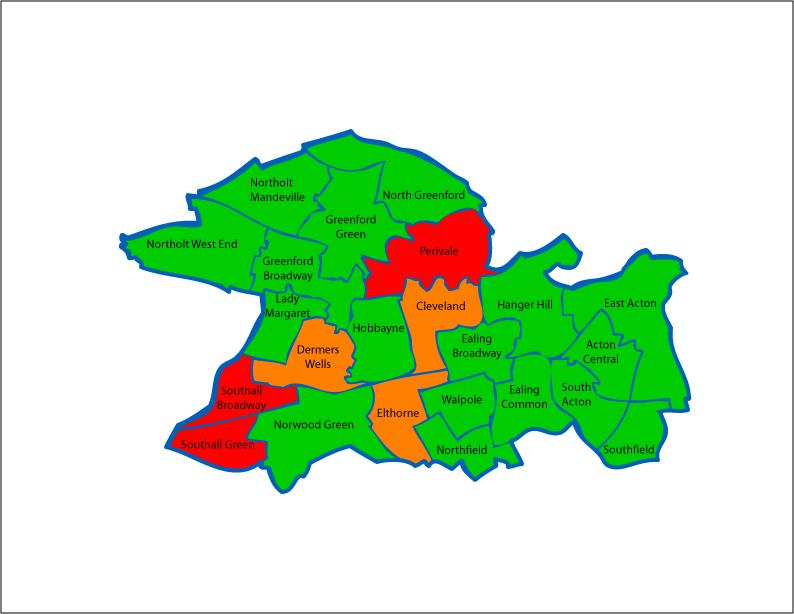 Northolt
Mandeville
North Greenford
Greenford
Green
Northolt West End
Perivale
Greenford
Broadway
Lady
Margaret
Cleveland
Hanger Hill
East Acton
Hobbayne
Ealing
Broadway
Acton
Central
Dermers
Wells
Southall
Broadway
Walpole
Ealing
Common
South
Acton
Elthorne
Norwood Green
Southall Green
Northfield
Southfield